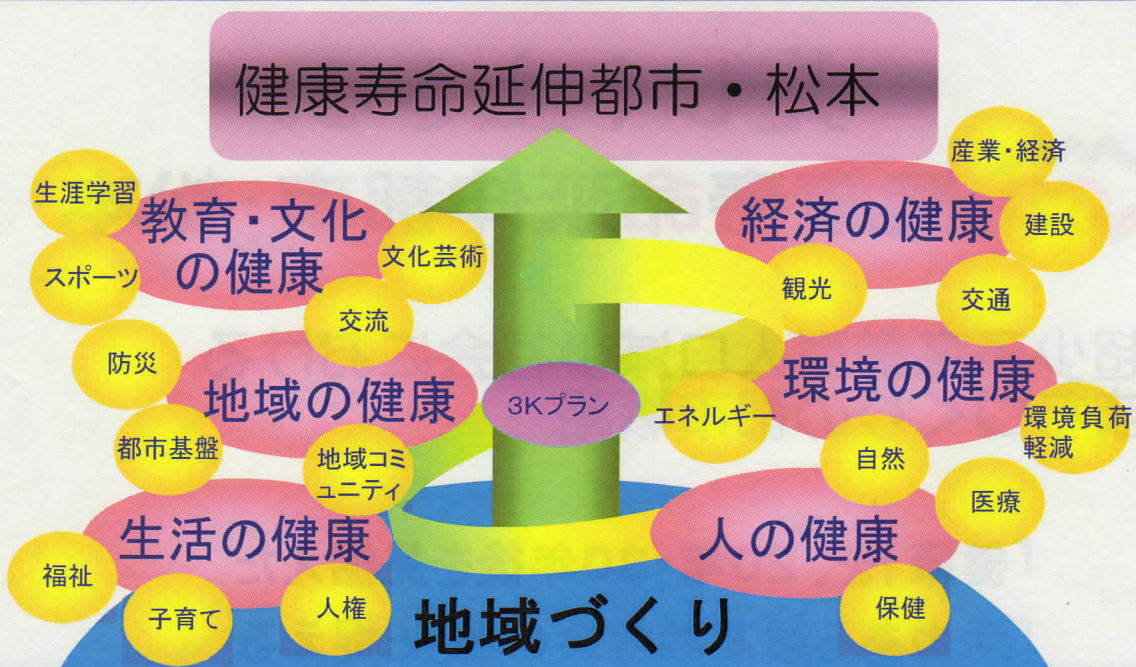 健康寿命延伸都市・松本
産業・経済
生涯学習
教育・文化
の健康
スポーツ
文化芸術
交流
経済の健康
建設
観光
交通
防災
地域の健康
都市基盤
地域コミ
ュニティ
3Kプラン
エネルギー
環境の健康
環境負荷
軽減
自然
医療
生活の健康
福祉
子育て
人権
人の健康
保健
地域づくり